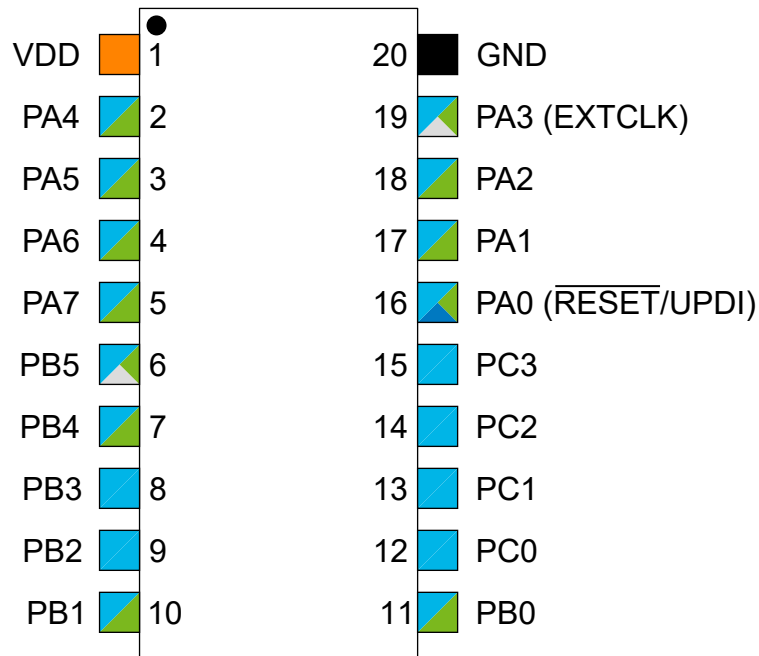 VDD 1 20 GND
PA4 2 19 PA3 (EXTCLK)
PA5 3 18 PA2
PA6 4 17 PA1
PA7 5 16 PA0 (RESET/UPDI)
PB5 6 15 PC3
PB4 7 14 PC2
PB3 8 13 PC1
PB2 9 12 PC0
PB1 10 11 PB0